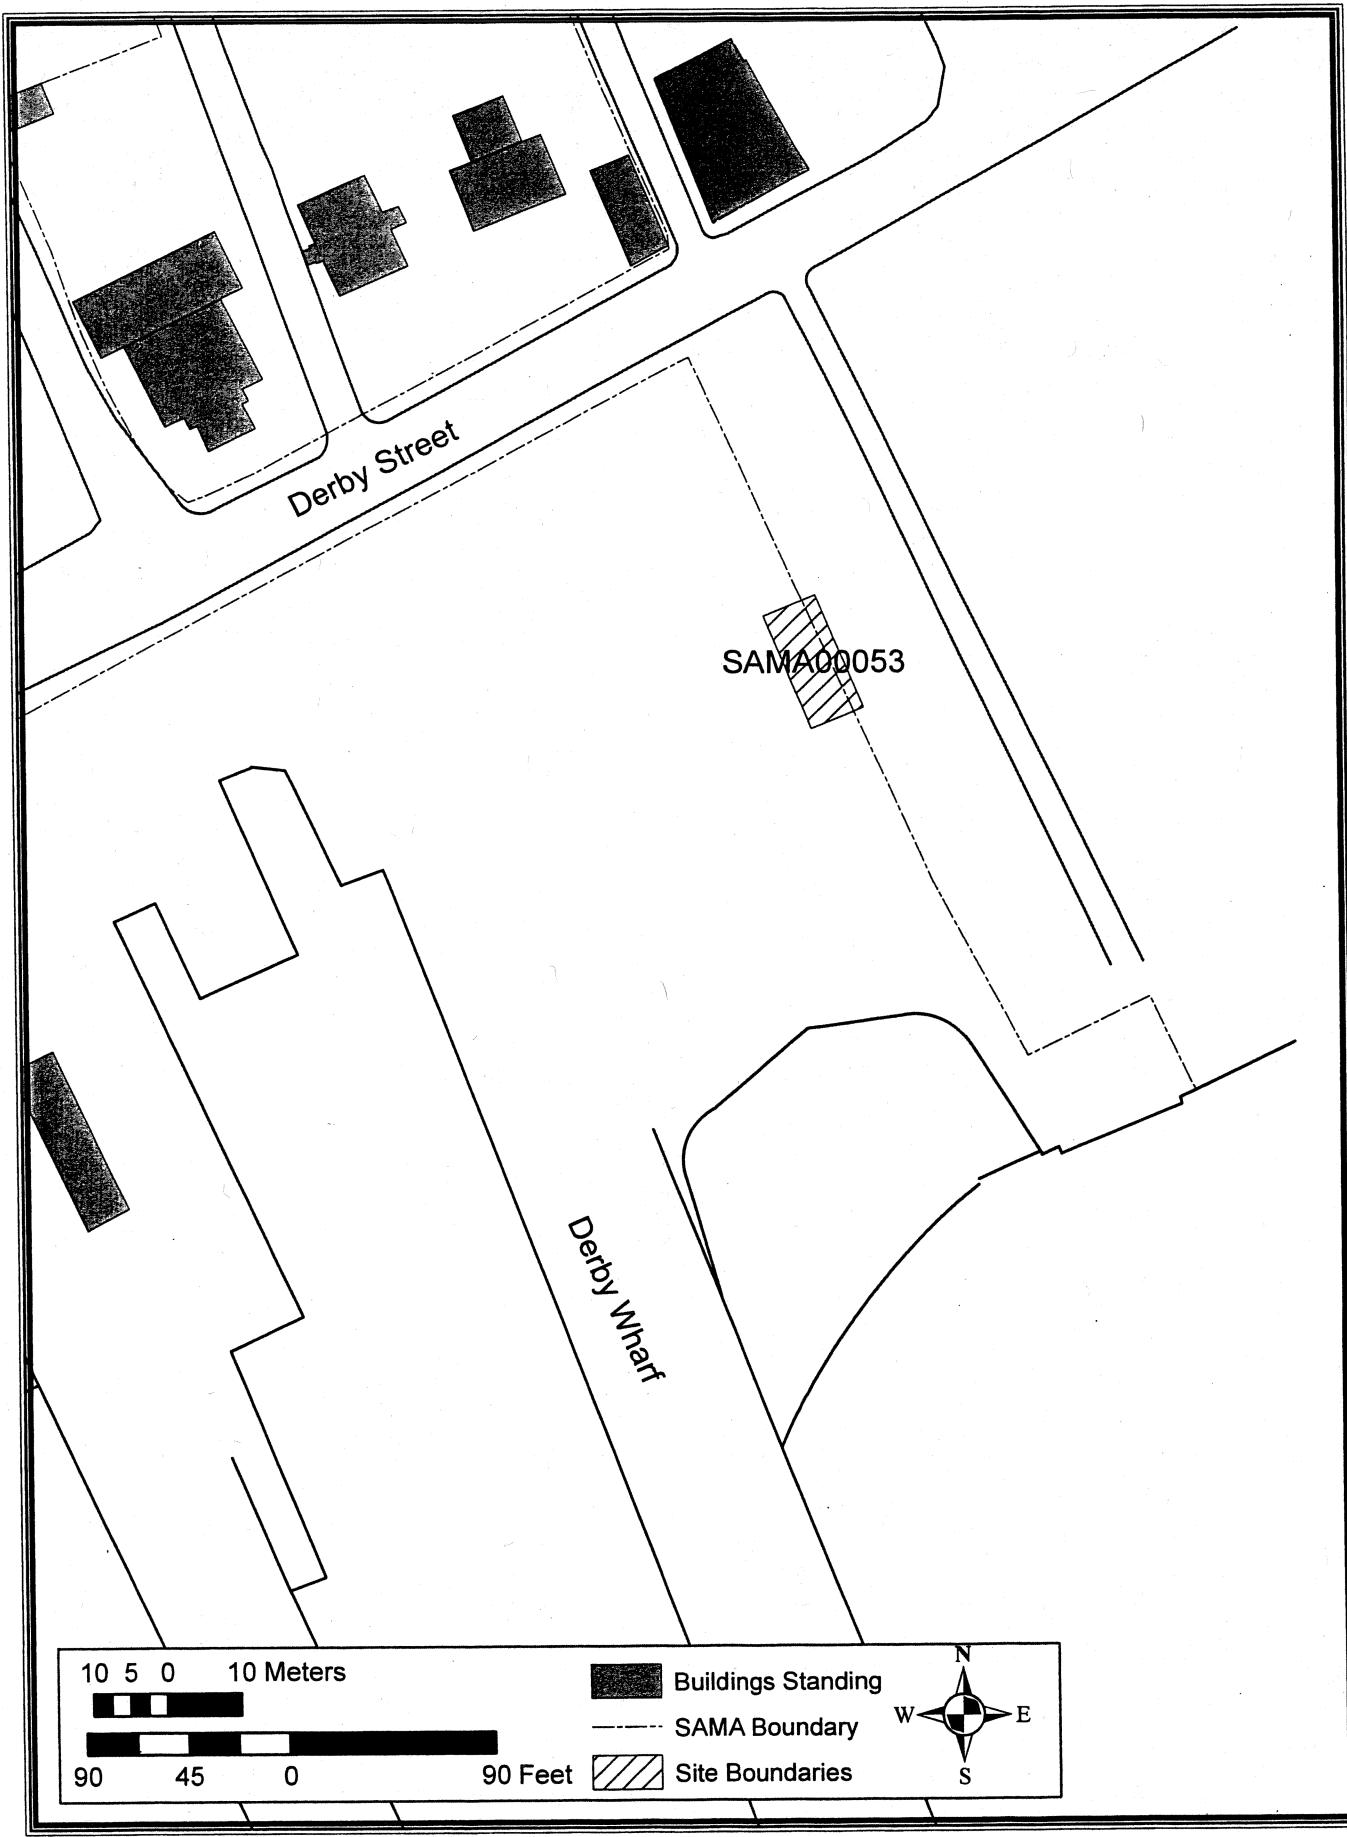 Derby Street
SAMA00053
Derby Wharf
10 5 0 10 Meters
90 45 0 90 Feet
Buildings Standing
SAMA Boundary
Site Boundaries
N
W E
S